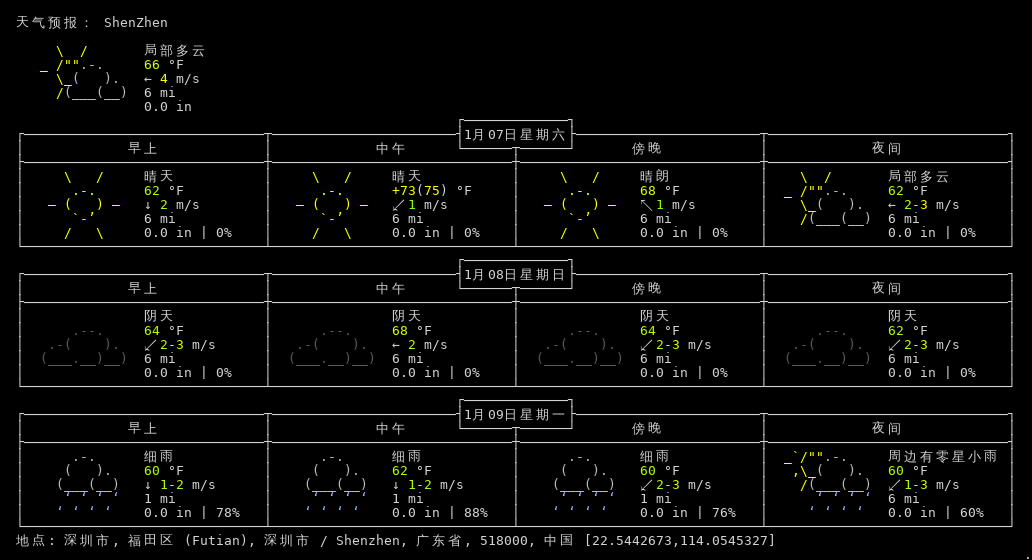 天气预报： ShenZhen
局部多云
66 °F
← 4 m/s
6 mi
0.0 in
1月07日星期六
早上 中午 傍晚 夜间
晴天 晴天 晴朗 局部多云
62 °F +73(75) °F 68 °F 62 °F
↓ 2 m/s ↙ 1 m/s ↖ 1 m/s ← 2-3 m/s
6 mi 6 mi 6 mi 6 mi
0.0 in | 0% 0.0 in | 0% 0.0 in | 0% 0.0 in | 0%
1月08日星期日
早上 中午 傍晚 夜间
阴天 阴天 阴天 阴天
64 °F 68 °F 64 °F 62 °F
↙ 2-3 m/s ← 2 m/s ↙ 2-3 m/s ↙ 2-3 m/s
6 mi 6 mi 6 mi 6 mi
0.0 in | 0% 0.0 in | 0% 0.0 in | 0% 0.0 in | 0%
1月09日星期一
早上 中午 傍晚 夜间
细雨 细雨 细雨 周边有零星小雨
60 °F 62 °F 60 °F 60 °F
↓ 1-2 m/s ↓ 1-2 m/s ↙ 2-3 m/s ↙ 1-3 m/s
1 mi 1 mi 1 mi 6 mi
0.0 in | 78% 0.0 in | 88% 0.0 in | 76% 0.0 in | 60%
地点: 深圳市, 福田区 (Futian), 深圳市 / Shenzhen, 广东省, 518000, 中国 [22.5442673,114.0545327]